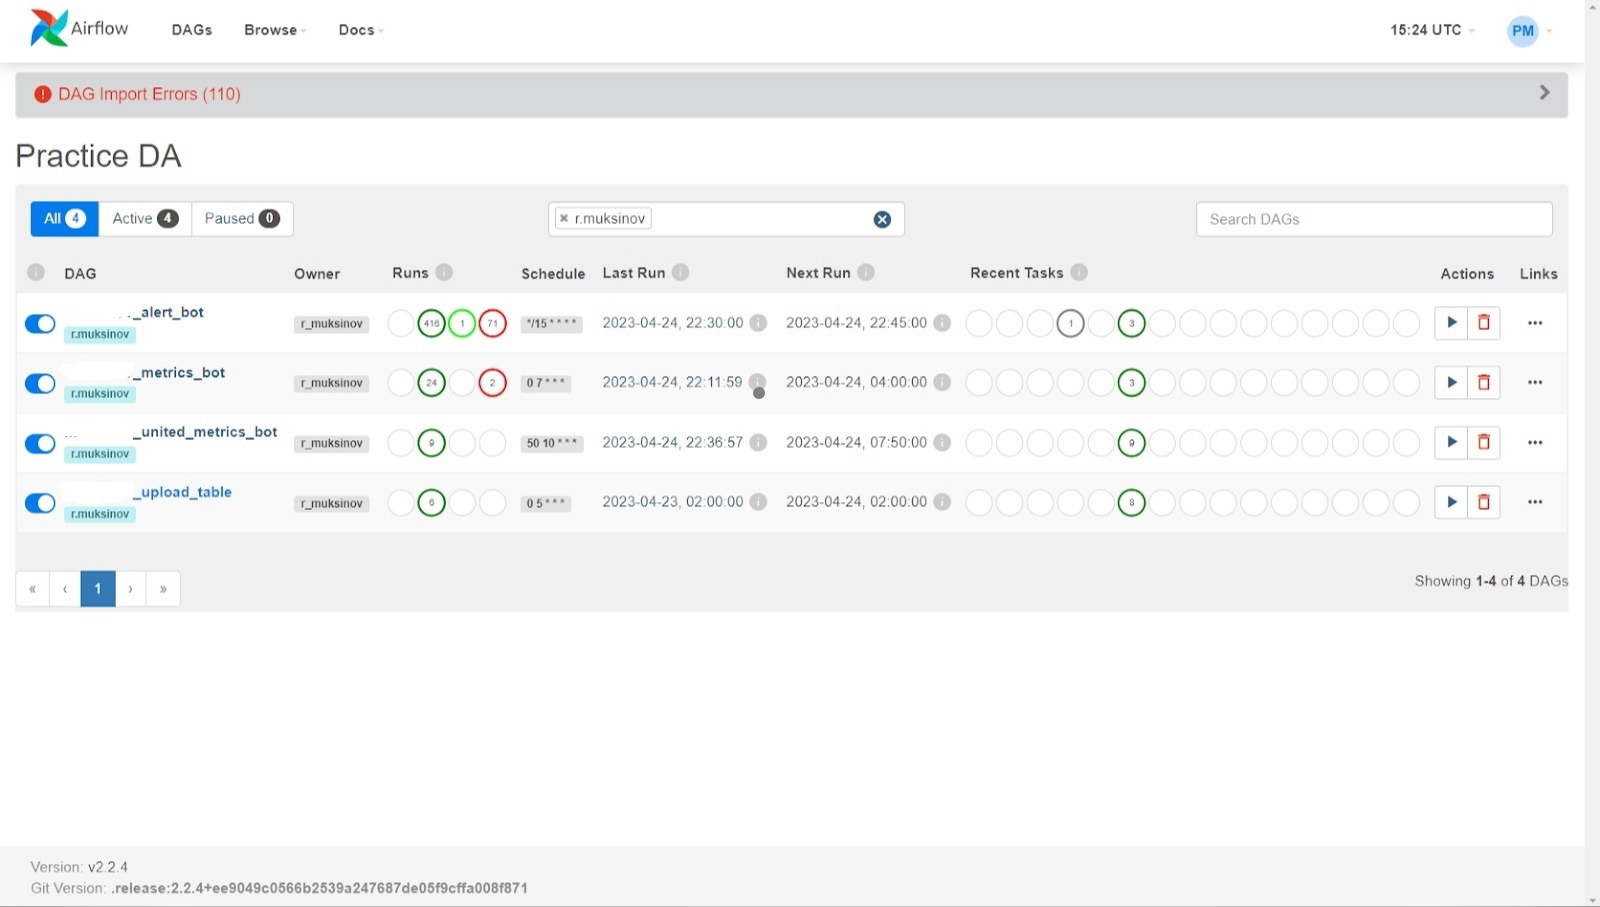 Airflow DAGs Browse Docs 15:24 UTC PM
DAG Import Errors (110)
Practice DA
All 4 Active 4 Paused 0 × r.muksinov Search DAGs
DAG Owner Runs Schedule Last Run Next Run Recent Tasks Actions Links
_alert_bot
r.muksinov r_muksinov 416 1 71 */15 * * * * 2023-04-24, 22:30:00 2023-04-24, 22:45:00 1 3
_metrics_bot
r.muksinov r_muksinov 24 2 0 7 * * * 2023-04-24, 22:11:59 2023-04-24, 04:00:00 3
_united_metrics_bot
r.muksinov r_muksinov 9 50 10 * * * 2023-04-24, 22:36:57 2023-04-24, 07:50:00 9
_upload_table
r.muksinov r_muksinov 6 0 5 * * * 2023-04-23, 02:00:00 2023-04-24, 02:00:00 8
« ‹ 1 › » Showing 1-4 of 4 DAGs
Version: v2.2.4
Git Version: .release:2.2.4+ee9049c0566b2539a247687de05f9cffa008f871